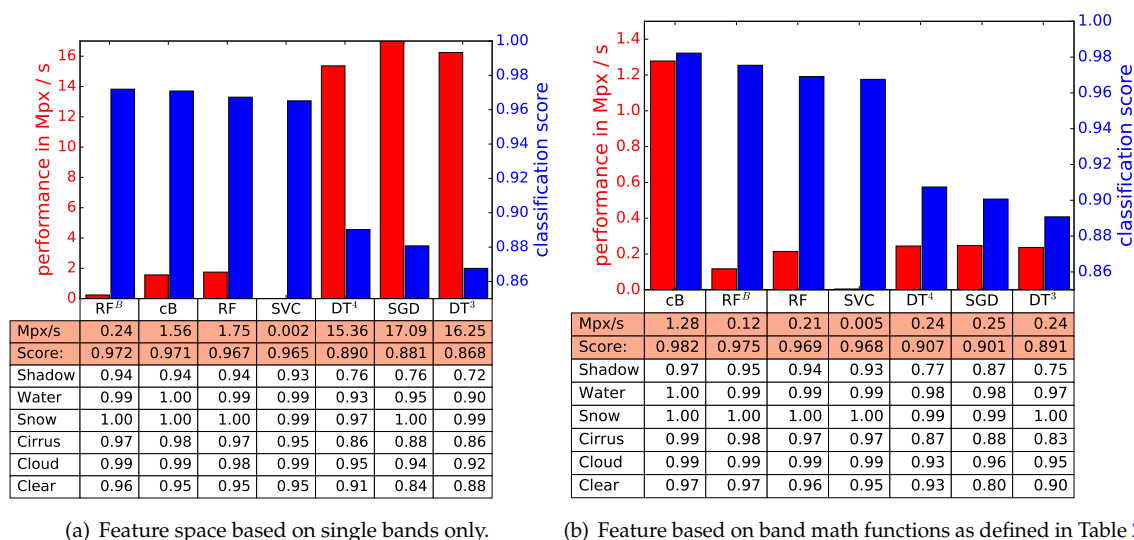 performance in Mpx / s
16
14
12
10
8
6
4
2
0
1.00
0.98
0.96
0.94
0.92
0.90
0.88
0.86
classification score
RF^B cB RF SVC DT^4 SGD DT^3
Mpx/s 0.24 1.56 1.75 0.002 15.36 17.09 16.25
Score: 0.972 0.971 0.967 0.965 0.890 0.881 0.868
Shadow 0.94 0.94 0.94 0.93 0.76 0.76 0.72
Water 0.99 1.00 0.99 0.99 0.93 0.95 0.90
Snow 1.00 1.00 1.00 0.99 0.97 1.00 0.99
Cirrus 0.97 0.98 0.97 0.95 0.86 0.88 0.86
Cloud 0.99 0.99 0.98 0.99 0.95 0.94 0.92
Clear 0.96 0.95 0.95 0.95 0.91 0.84 0.88
(a) Feature space based on single bands only.
performance in Mpx / s
1.4
1.2
1.0
0.8
0.6
0.4
0.2
0.0
1.00
0.98
0.96
0.94
0.92
0.90
0.88
0.86
classification score
cB RF^B RF SVC DT^4 SGD DT^3
Mpx/s 1.28 0.12 0.21 0.005 0.24 0.25 0.24
Score: 0.982 0.975 0.969 0.968 0.907 0.901 0.891
Shadow 0.97 0.95 0.94 0.93 0.77 0.87 0.75
Water 1.00 0.99 0.99 0.99 0.98 0.98 0.97
Snow 1.00 1.00 1.00 1.00 0.99 0.99 1.00
Cirrus 0.99 0.98 0.97 0.97 0.87 0.88 0.83
Cloud 0.99 0.99 0.99 0.99 0.93 0.96 0.95
Clear 0.97 0.97 0.96 0.95 0.93 0.80 0.90
(b) Feature based on band math functions as defined in Table